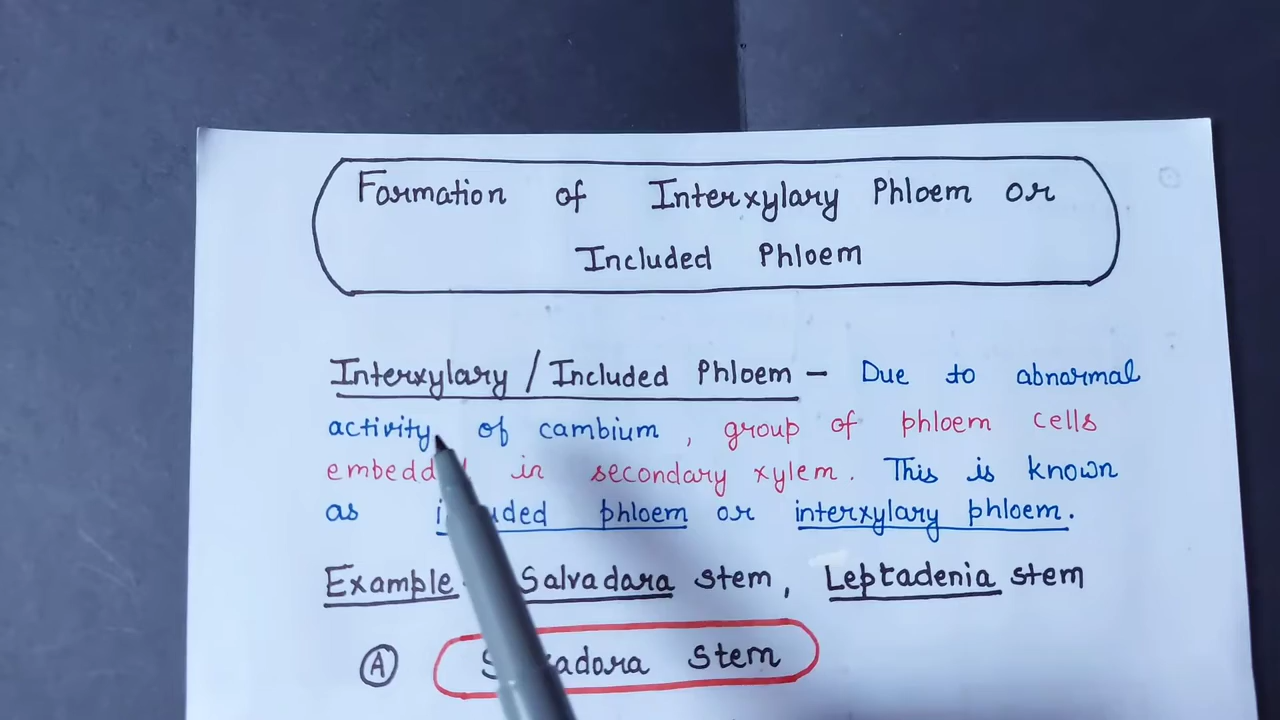 Formation of Interxylary Phloem or
Included Phloem
Interxylary / Included Phloem - Due to abnormal
activity of cambium, group of phloem cells
in secondary xylem. This is known
as phloem or interxylary phloem.
Example Salvadara stem, Leptadenia stem
A Stem